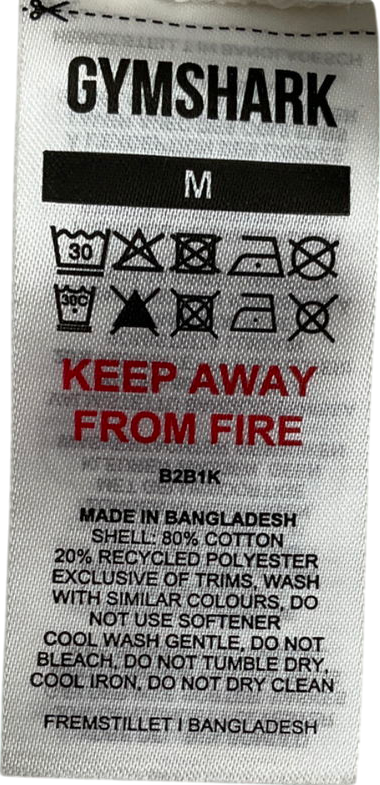 GYMSHARK
M
30
30C
KEEP AWAY
FROM FIRE
B2B1K
MADE IN BANGLADESH
SHELL: 80% COTTON
20% RECYCLED POLYESTER
EXCLUSIVE OF TRIMS, WASH
WITH SIMILAR COLOURS, DO
NOT USE SOFTENER
COOL WASH GENTLE, DO NOT
BLEACH, DO NOT TUMBLE DRY,
COOL IRON, DO NOT DRY CLEAN
FREMSTILLET I BANGLADESH